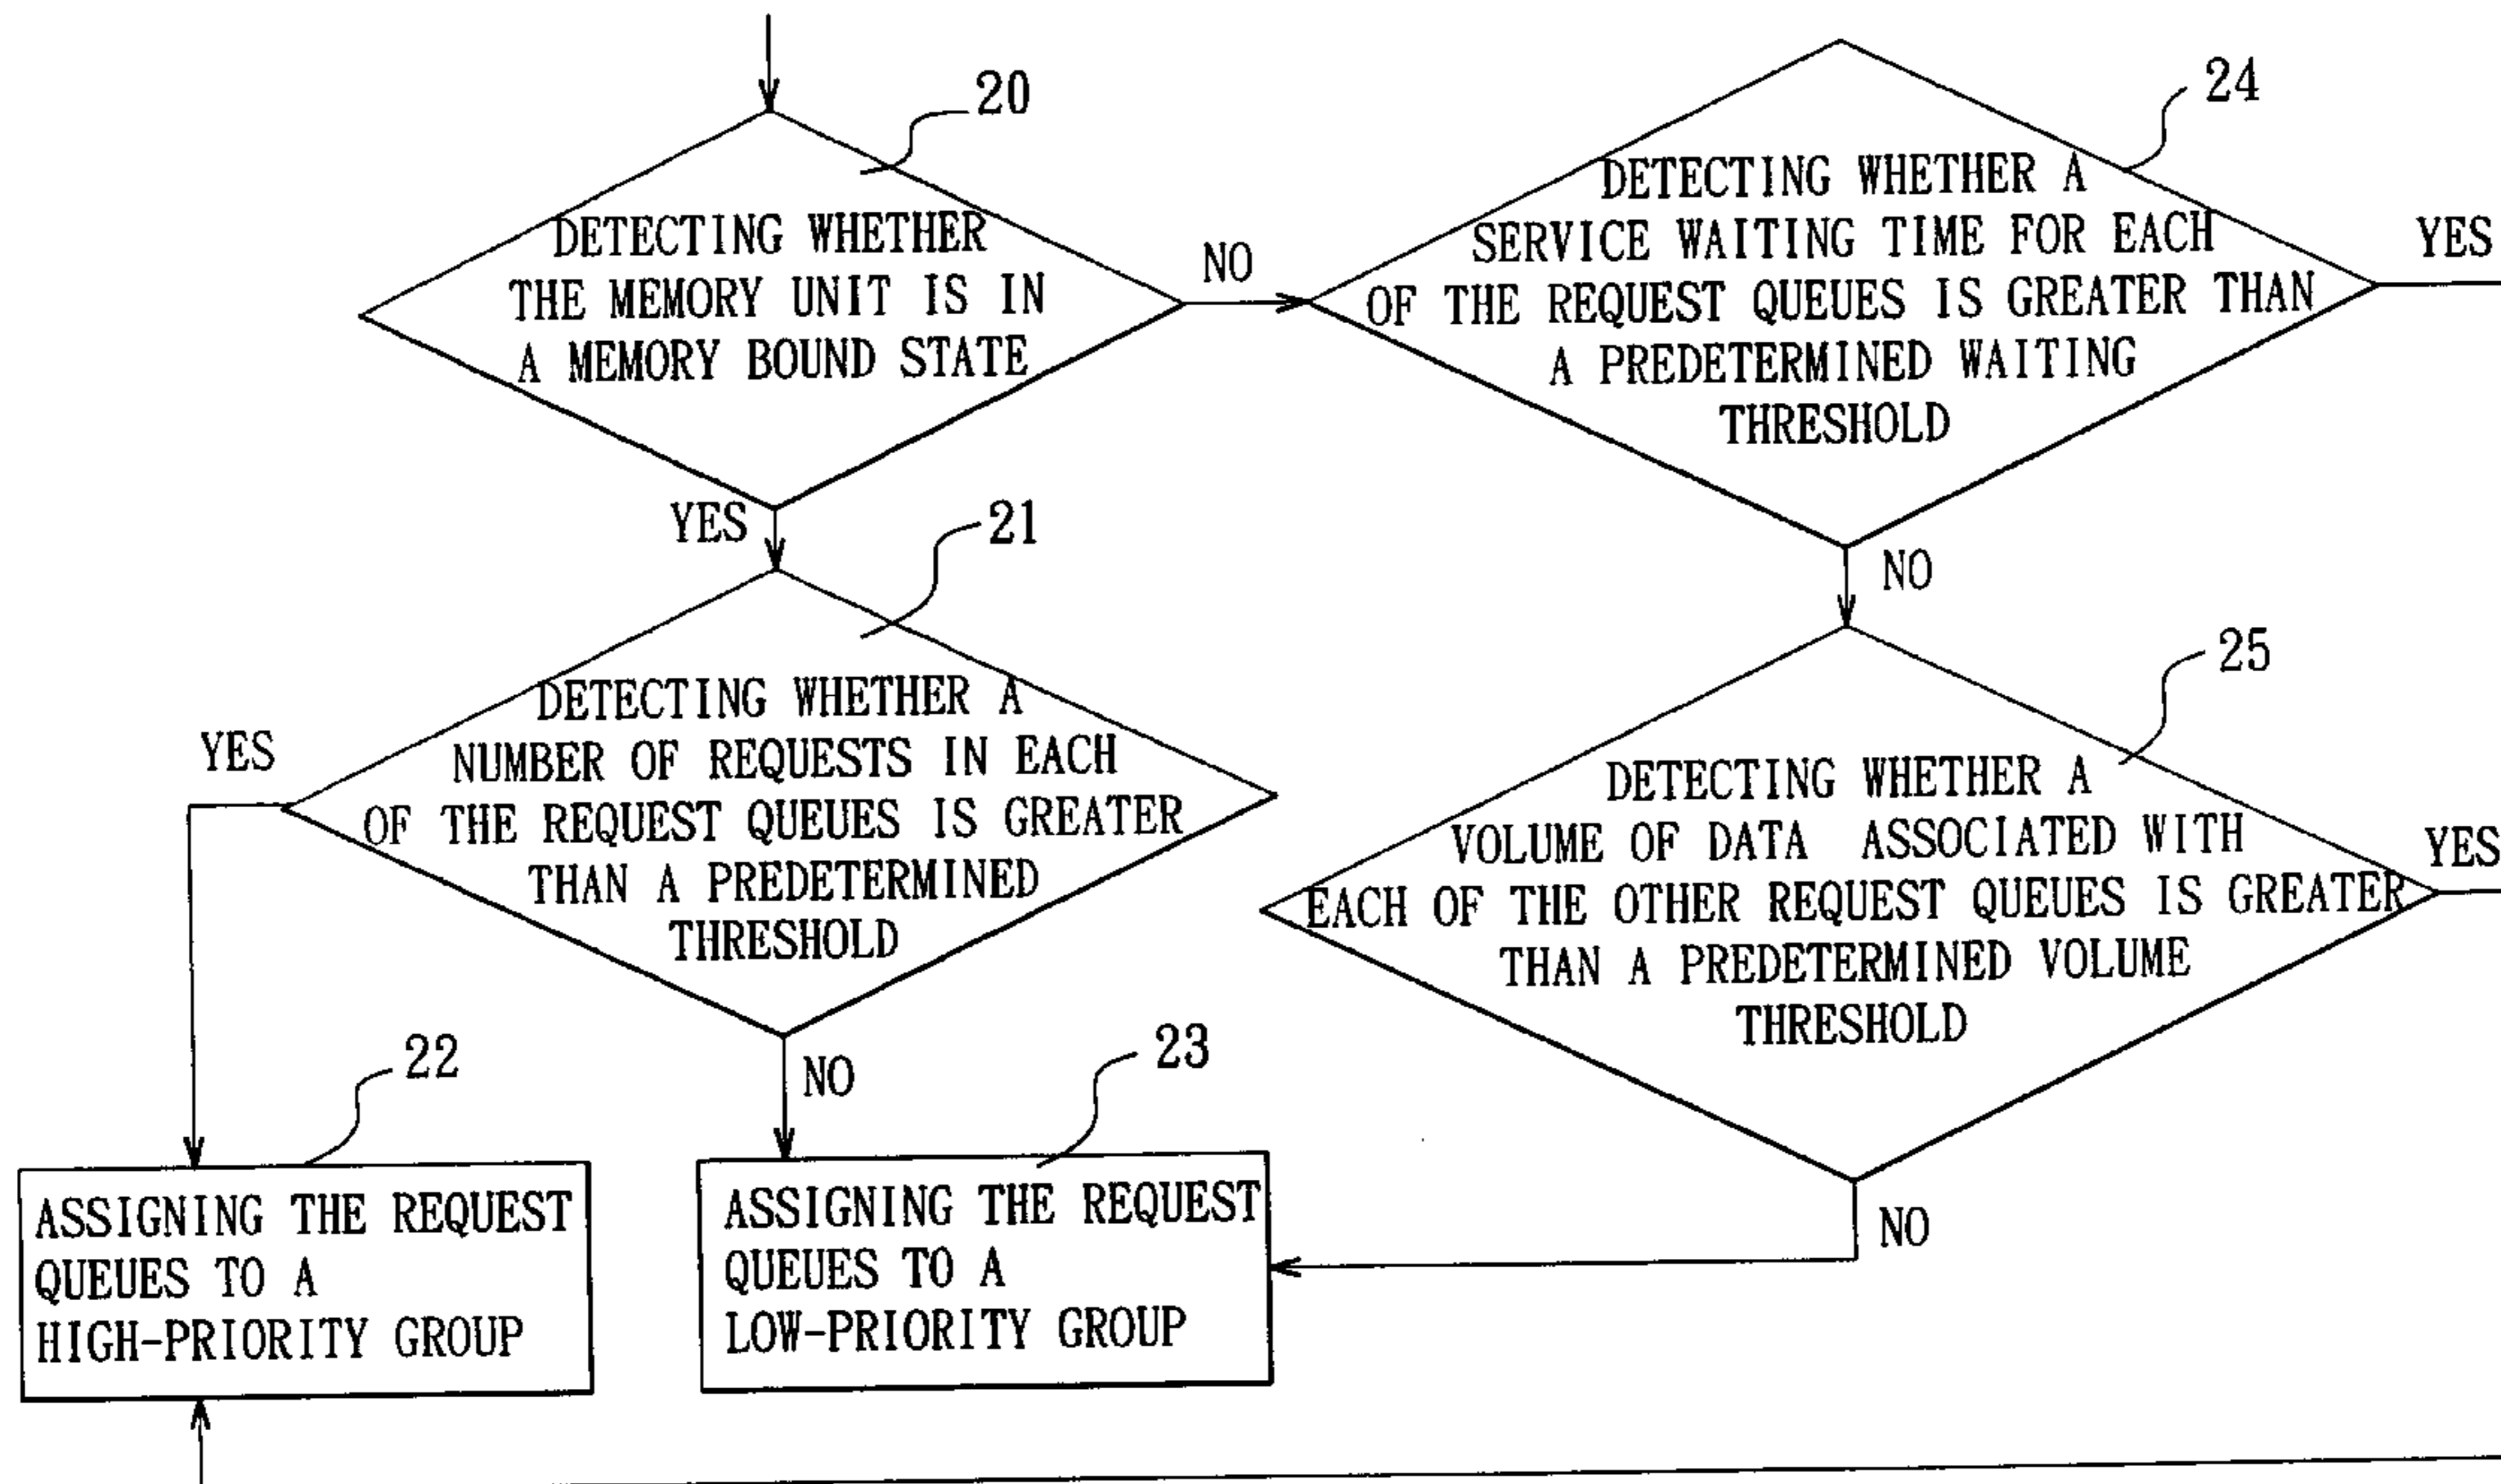 20
DETECTING WHETHER
THE MEMORY UNIT IS IN
A MEMORY BOUND STATE
NO
YES
24
DETECTING WHETHER A
SERVICE WAITING TIME FOR EACH
OF THE REQUEST QUEUES IS GREATER THAN
A PREDETERMINED WAITING
THRESHOLD
YES
NO
21
DETECTING WHETHER A
NUMBER OF REQUESTS IN EACH
OF THE REQUEST QUEUES IS GREATER
THAN A PREDETERMINED
THRESHOLD
YES
NO
25
DETECTING WHETHER A
VOLUME OF DATA ASSOCIATED WITH
EACH OF THE OTHER REQUEST QUEUES IS GREATER
THAN A PREDETERMINED VOLUME
THRESHOLD
YES
NO
22
ASSIGNING THE REQUEST
QUEUES TO A
HIGH-PRIORITY GROUP
23
ASSIGNING THE REQUEST
QUEUES TO A
LOW-PRIORITY GROUP